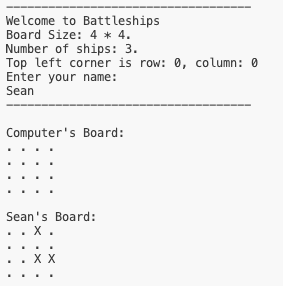 -----------------------------------
Welcome to Battleships
Board Size: 4 * 4.
Number of ships: 3.
Top left corner is row: 0, column: 0
Enter your name:
Sean
-----------------------------------
Computer's Board:
. . . .
. . . .
. . . .
. . . .
Sean's Board:
. . X .
. . . .
. . X X
. . . .